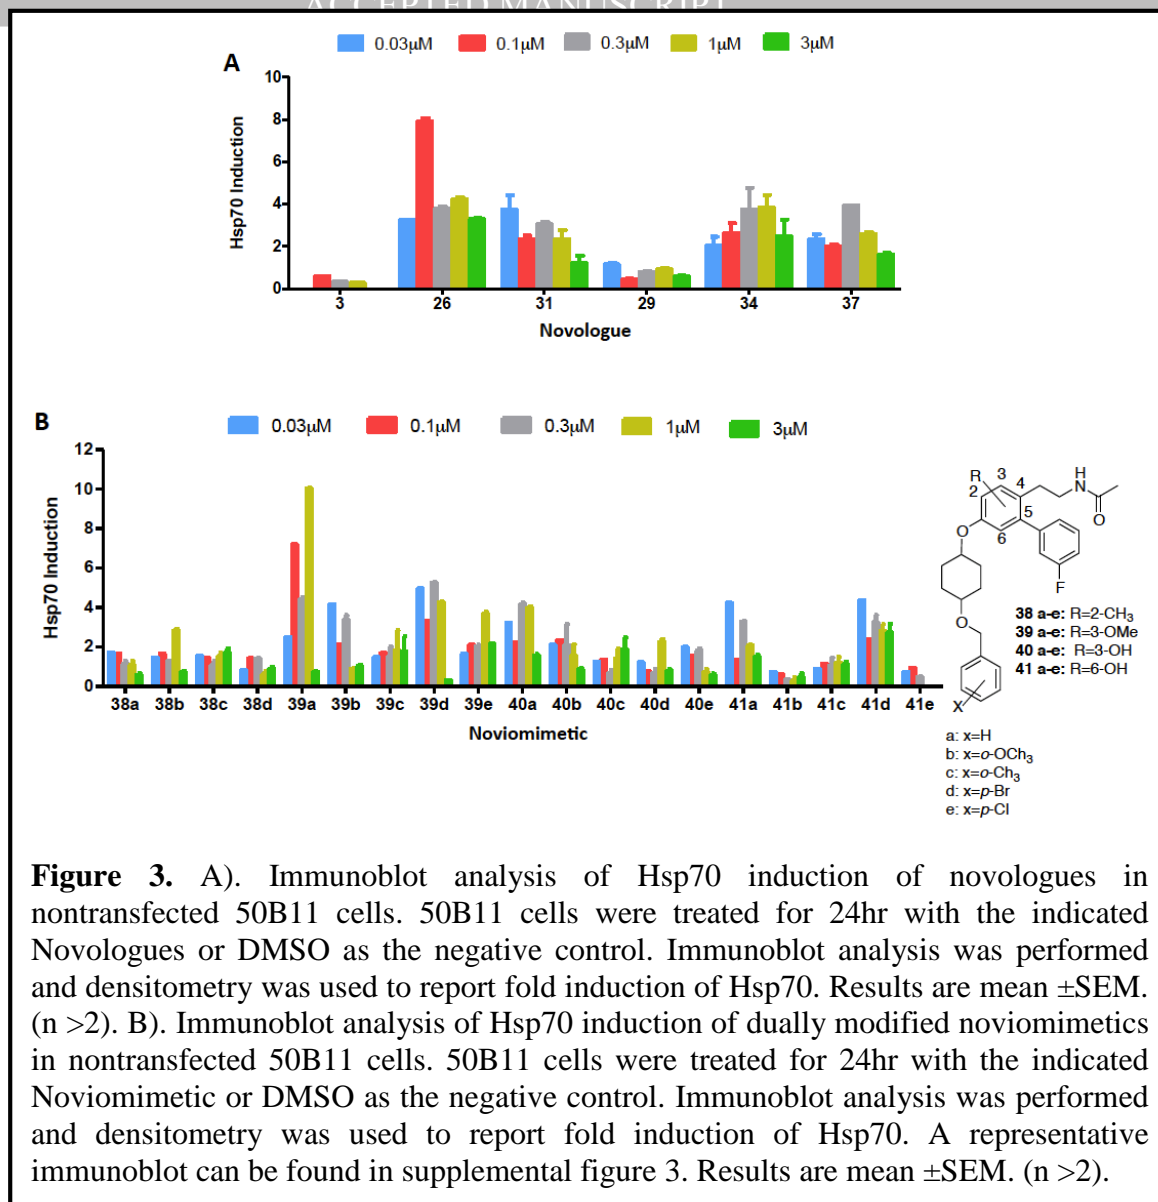 ACCEPTED MANUSCRIPT
0.03μM 0.1μM 0.3μM 1μM 3μM
A
10
8
6
4
2
0
Hsp70 Induction
3 26 31 29 34 37
Novologue
B
0.03μM 0.1μM 0.3μM 1μM 3μM
12
10
8
6
4
2
0
Hsp70 Induction
38a 38b 38c 38d 39a 39b 39c 39d 39e 40a 40b 40c 40d 40e 41a 41b 41c 41d 41e
Noviomimetic
R 3 H
2 4 N
5 O
O 6
F
O
X
38 a-e: R=2-CH3
39 a-e: R=3-OMe
40 a-e: R=3-OH
41 a-e: R=6-OH
a: x=H
b: x=o-OCH3
c: x=o-CH3
d: x=p-Br
e: x=p-Cl
Figure 3. A). Immunoblot analysis of Hsp70 induction of novologues in
nontransfected 50B11 cells. 50B11 cells were treated for 24hr with the indicated
Novologues or DMSO as the negative control. Immunoblot analysis was performed
and densitometry was used to report fold induction of Hsp70. Results are mean ±SEM.
(n >2). B). Immunoblot analysis of Hsp70 induction of dually modified noviomimetics
in nontransfected 50B11 cells. 50B11 cells were treated for 24hr with the indicated
Noviomimetic or DMSO as the negative control. Immunoblot analysis was performed
and densitometry was used to report fold induction of Hsp70. A representative
immunoblot can be found in supplemental figure 3. Results are mean ±SEM. (n >2).